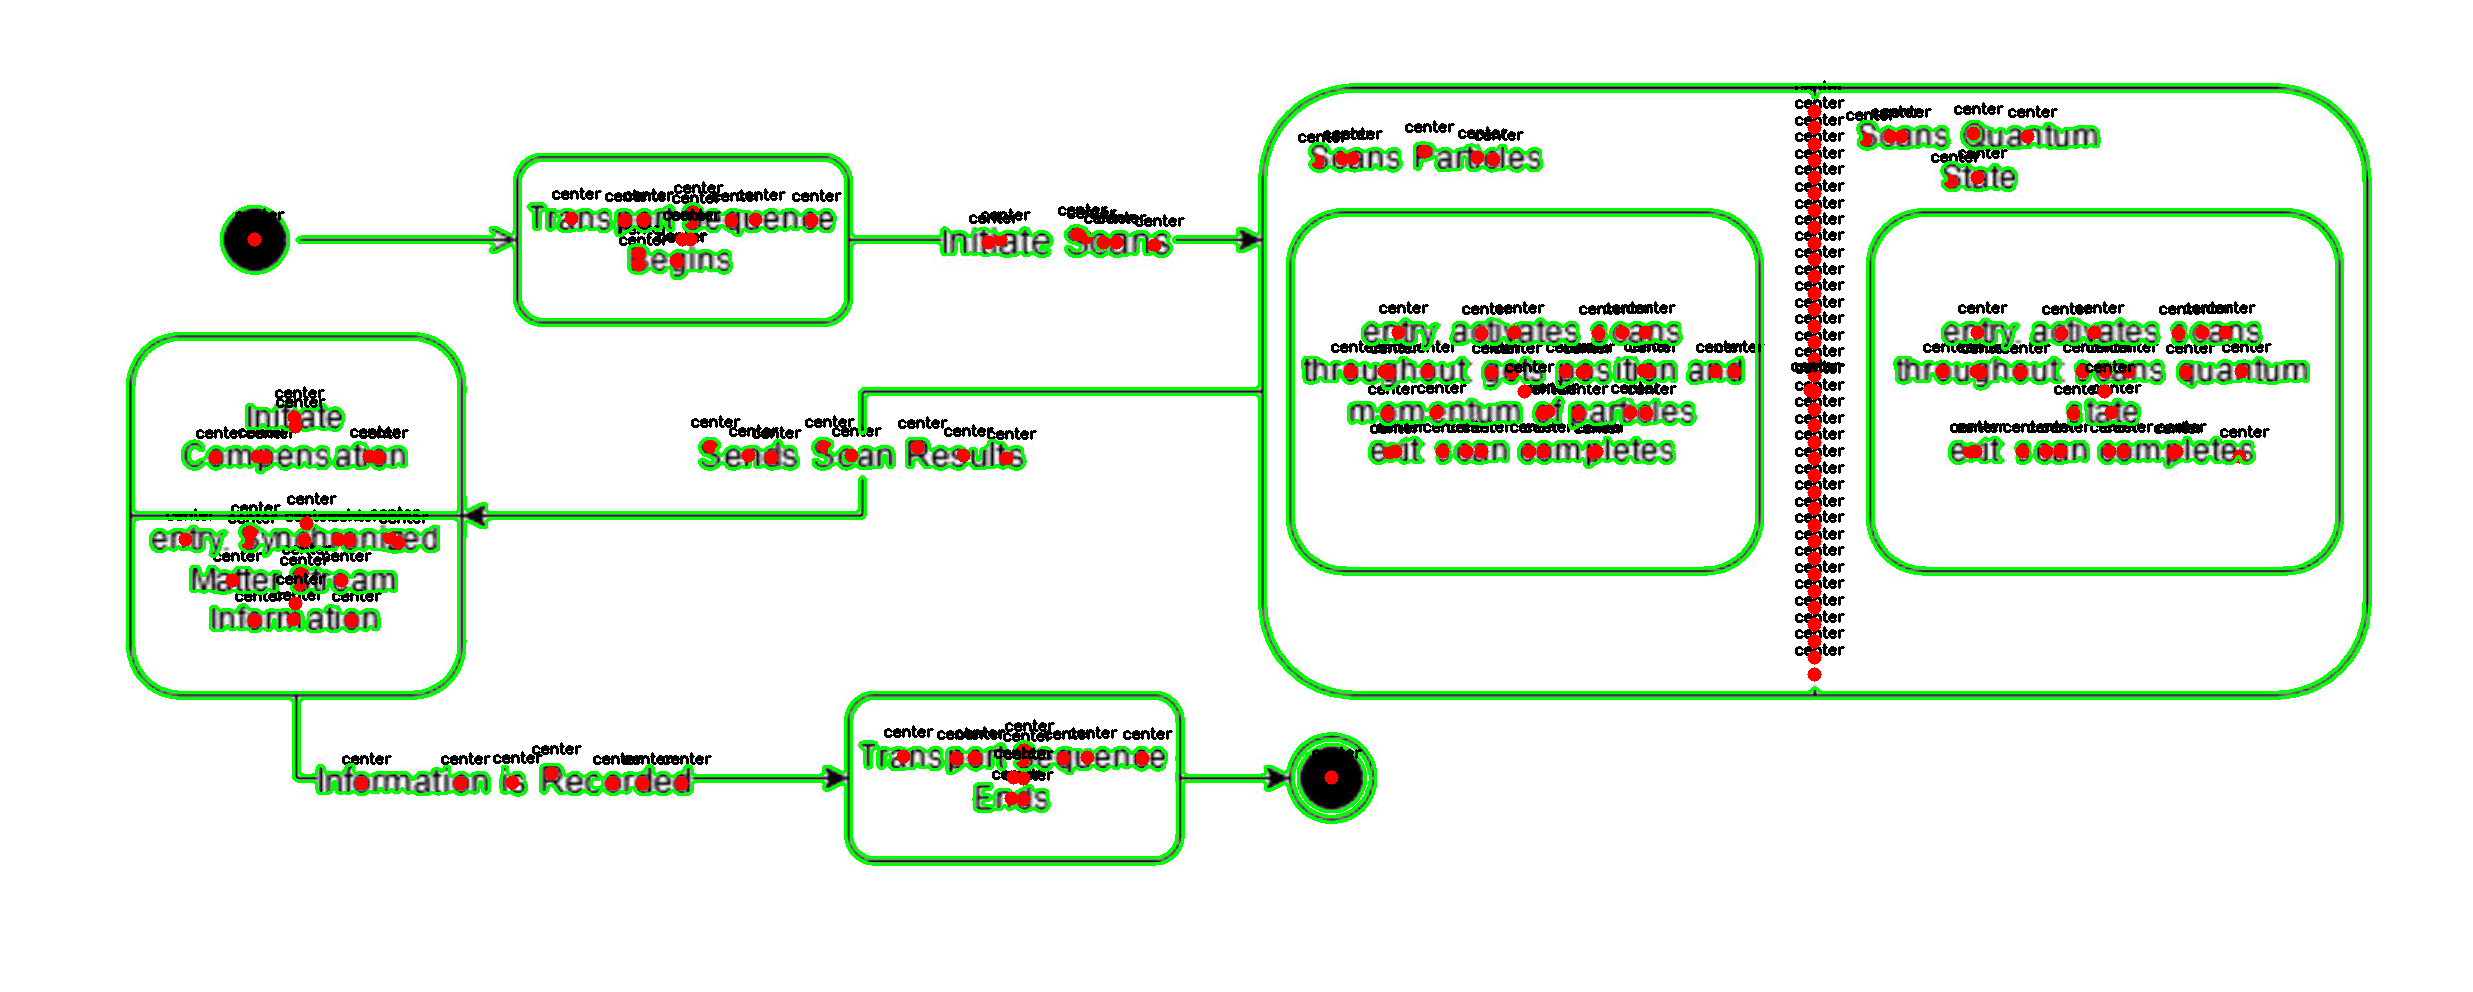 Transport Sequence
Begins
Initiate Scans
Scans Particles
entry activates scans
throughout gets position and
momentum of particles
exit scan completes
Scans Quantum
State
entry. activates scans
throughout scans quantum
state
exit scan completes
Initiate
Compensation
entry. Synchronised
Matter Stream
Information
Sends Scan Results
Information is Recorded
Transport Sequence
Ends
center